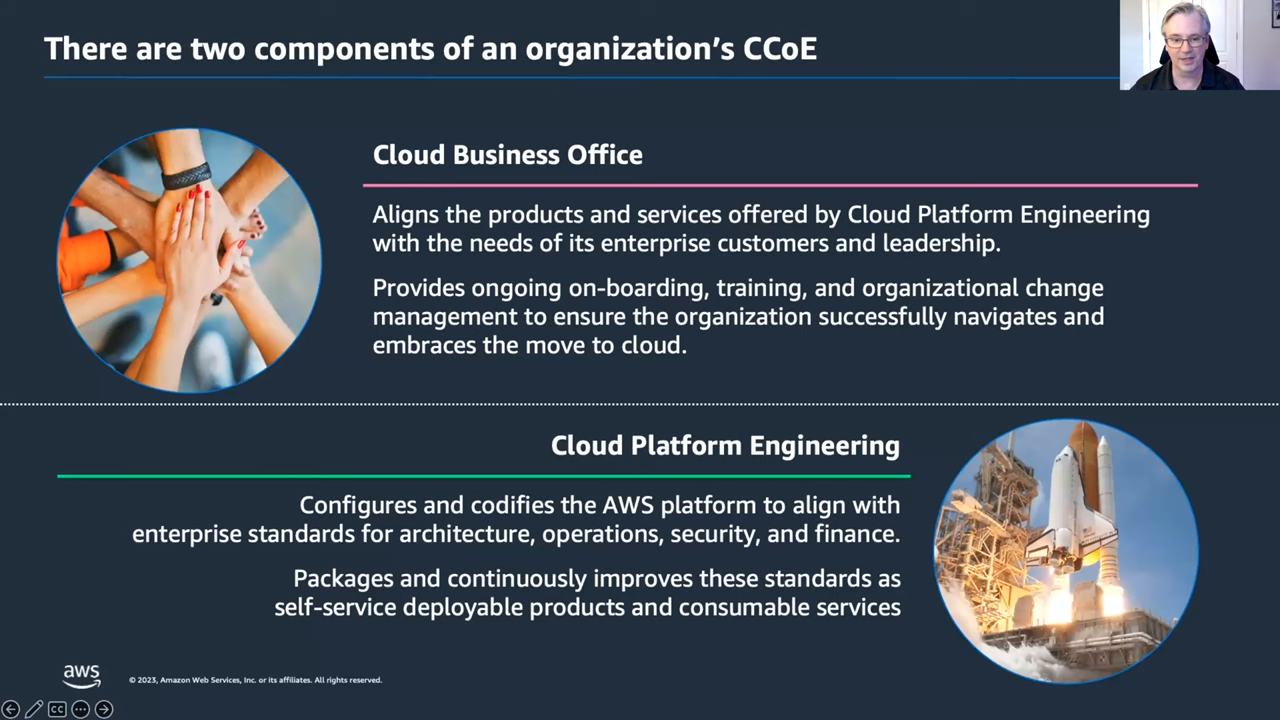 There are two components of an organization's CCoE
Cloud Business Office
Aligns the products and services offered by Cloud Platform Engineering
with the needs of its enterprise customers and leadership.
Provides ongoing on-boarding, training, and organizational change
management to ensure the organization successfully navigates and
embraces the move to cloud.
Cloud Platform Engineering
Configures and codifies the AWS platform to align with
enterprise standards for architecture, operations, security, and finance.
Packages and continuously improves these standards as
self-service deployable products and consumable services
aws
© 2023, Amazon Web Services, Inc. or its affiliates. All rights reserved.
CC